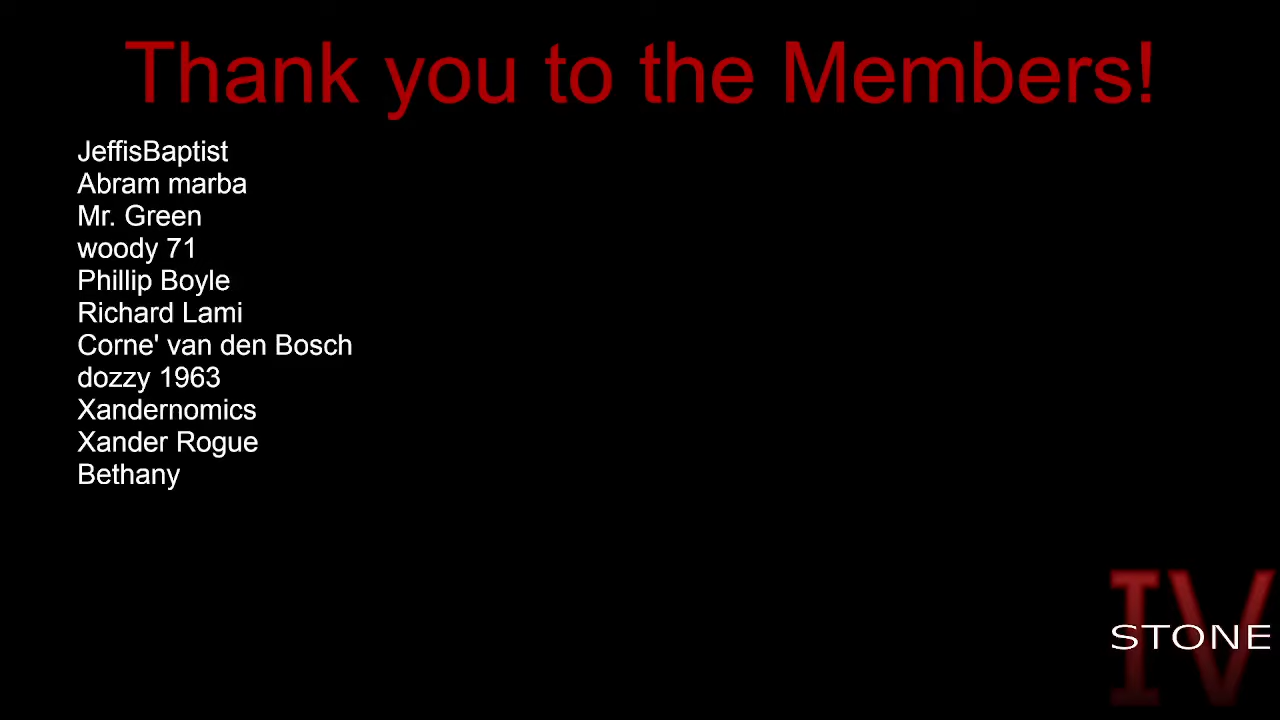 Thank you to the Members!
JeffisBaptist
Abram marba
Mr. Green
woody 71
Phillip Boyle
Richard Lami
Corne' van den Bosch
dozzy 1963
Xandernomics
Xander Rogue
Bethany
IV
STONE